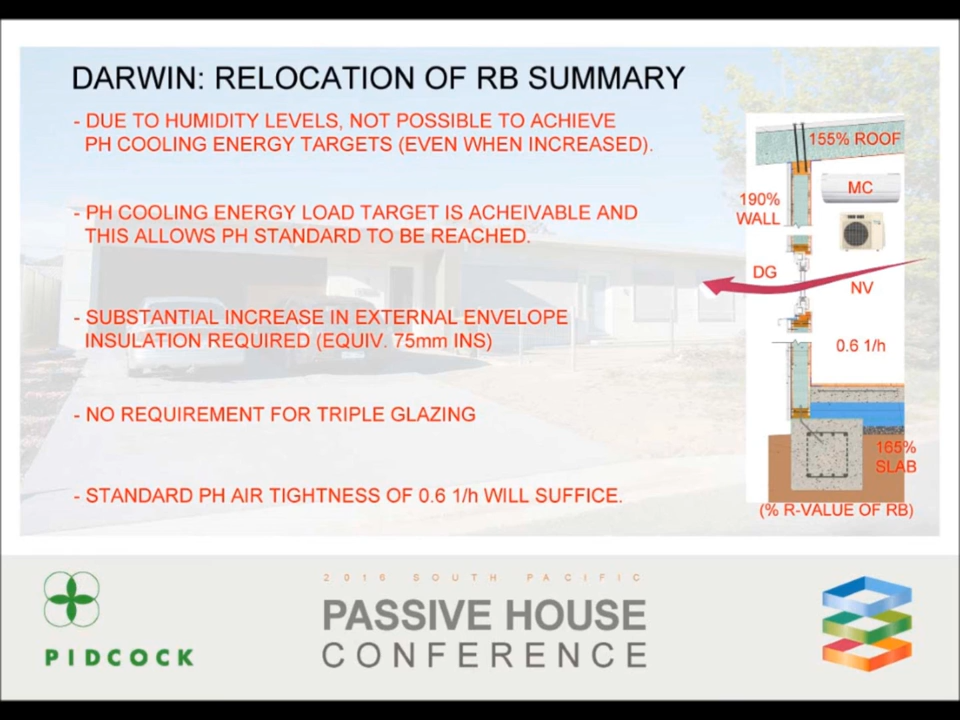 DARWIN: RELOCATION OF RB SUMMARY
- DUE TO HUMIDITY LEVELS, NOT POSSIBLE TO ACHIEVE
PH COOLING ENERGY TARGETS (EVEN WHEN INCREASED).
- PH COOLING ENERGY LOAD TARGET IS ACHEIVABLE AND
THIS ALLOWS PH STANDARD TO BE REACHED.
- SUBSTANTIAL INCREASE IN EXTERNAL ENVELOPE
INSULATION REQUIRED (EQUIV. 75mm INS)
- NO REQUIREMENT FOR TRIPLE GLAZING
- STANDARD PH AIR TIGHTNESS OF 0.6 1/h WILL SUFFICE.
155% ROOF
MC
190%
WALL
DG
NV
0.6 1/h
165%
SLAB
(% R-VALUE OF RB)
PIDCOCK
2016 SOUTH PACIFIC
PASSIVE HOUSE
CONFERENCE